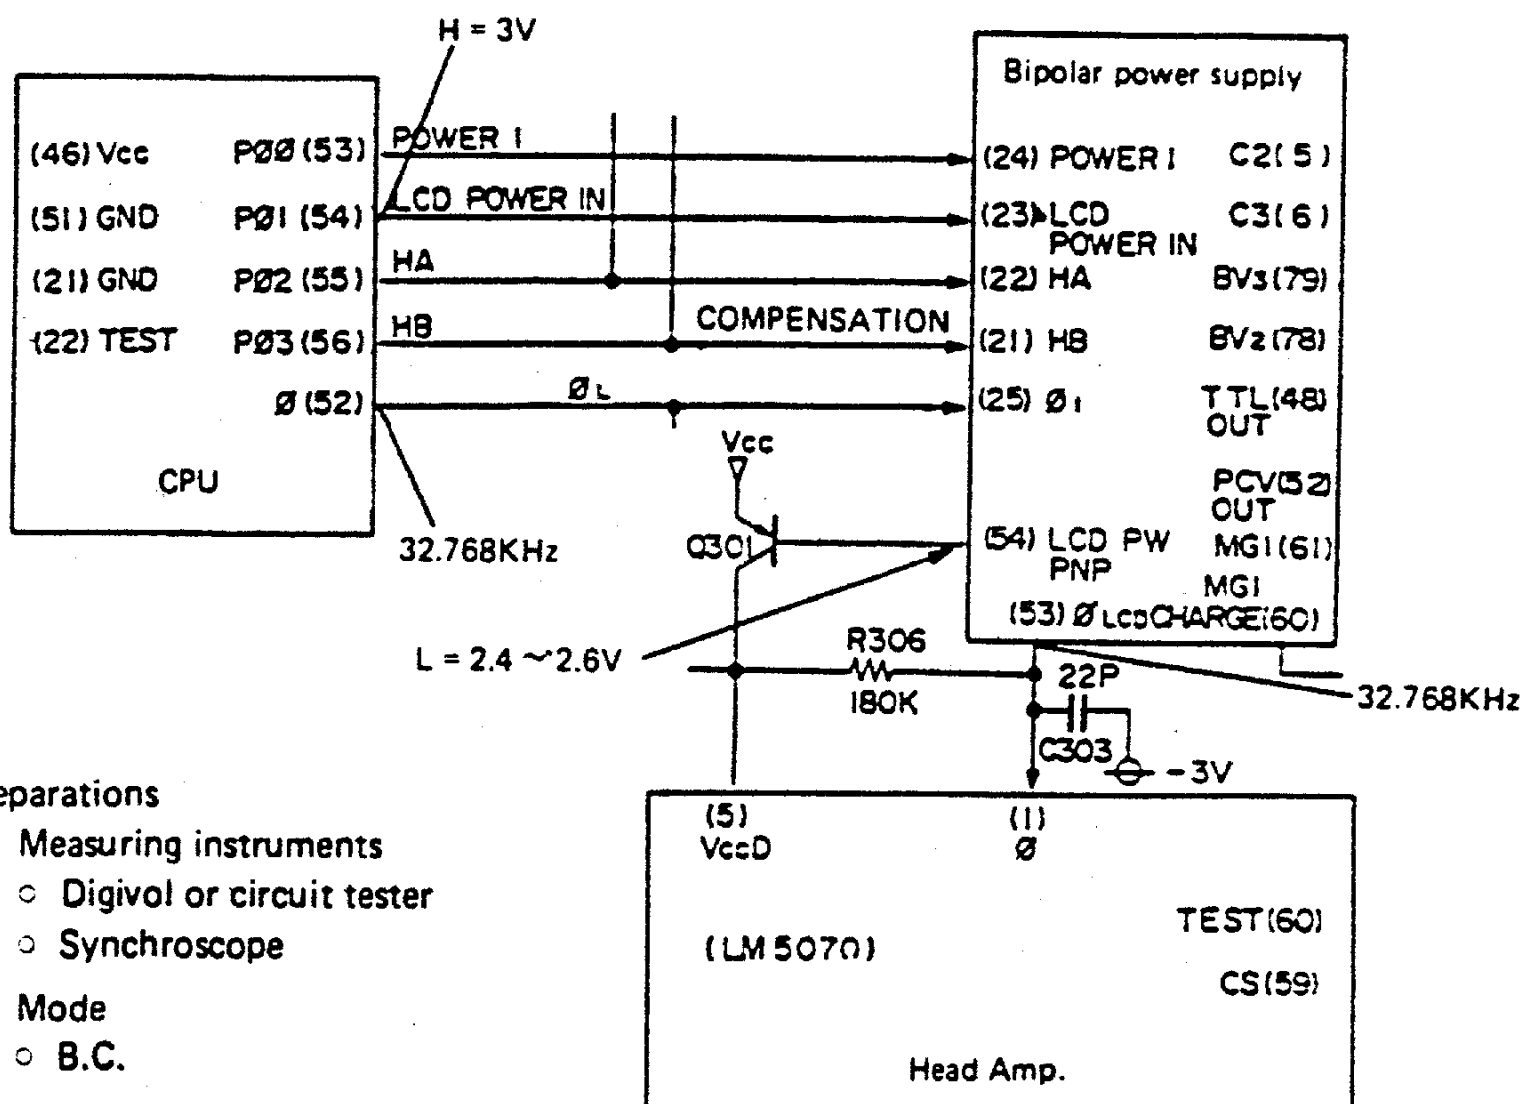 H = 3V
Bipolar power supply
(46) Vcc PØØ (53) POWER I (24) POWER I C2(5)
(51) GND PØ1 (54) LCD POWER IN (23) LCD POWER IN C3(6)
(21) GND PØ2 (55) HA (22) HA BV3(79)
(22) TEST PØ3 (56) HB COMPENSATION (21) HB BV2(78)
Ø (52) ØL (25) Ø1 TTL(48) OUT
Vcc
CPU
PCV(52) OUT
32.768KHz
Q301
(54) LCD PW PNP MG1(61)
MG1
(53) Ø LCD CHARGE(60)
L = 2.4 ~ 2.6V
R306
180K
22P
C303
32.768KHz
-3V
eparations
Measuring instruments
○ Digivol or circuit tester
○ Synchroscope
Mode
○ B.C.
(5) (1)
VccD Ø
TEST(60)
(LM 5070)
CS(59)
Head Amp.